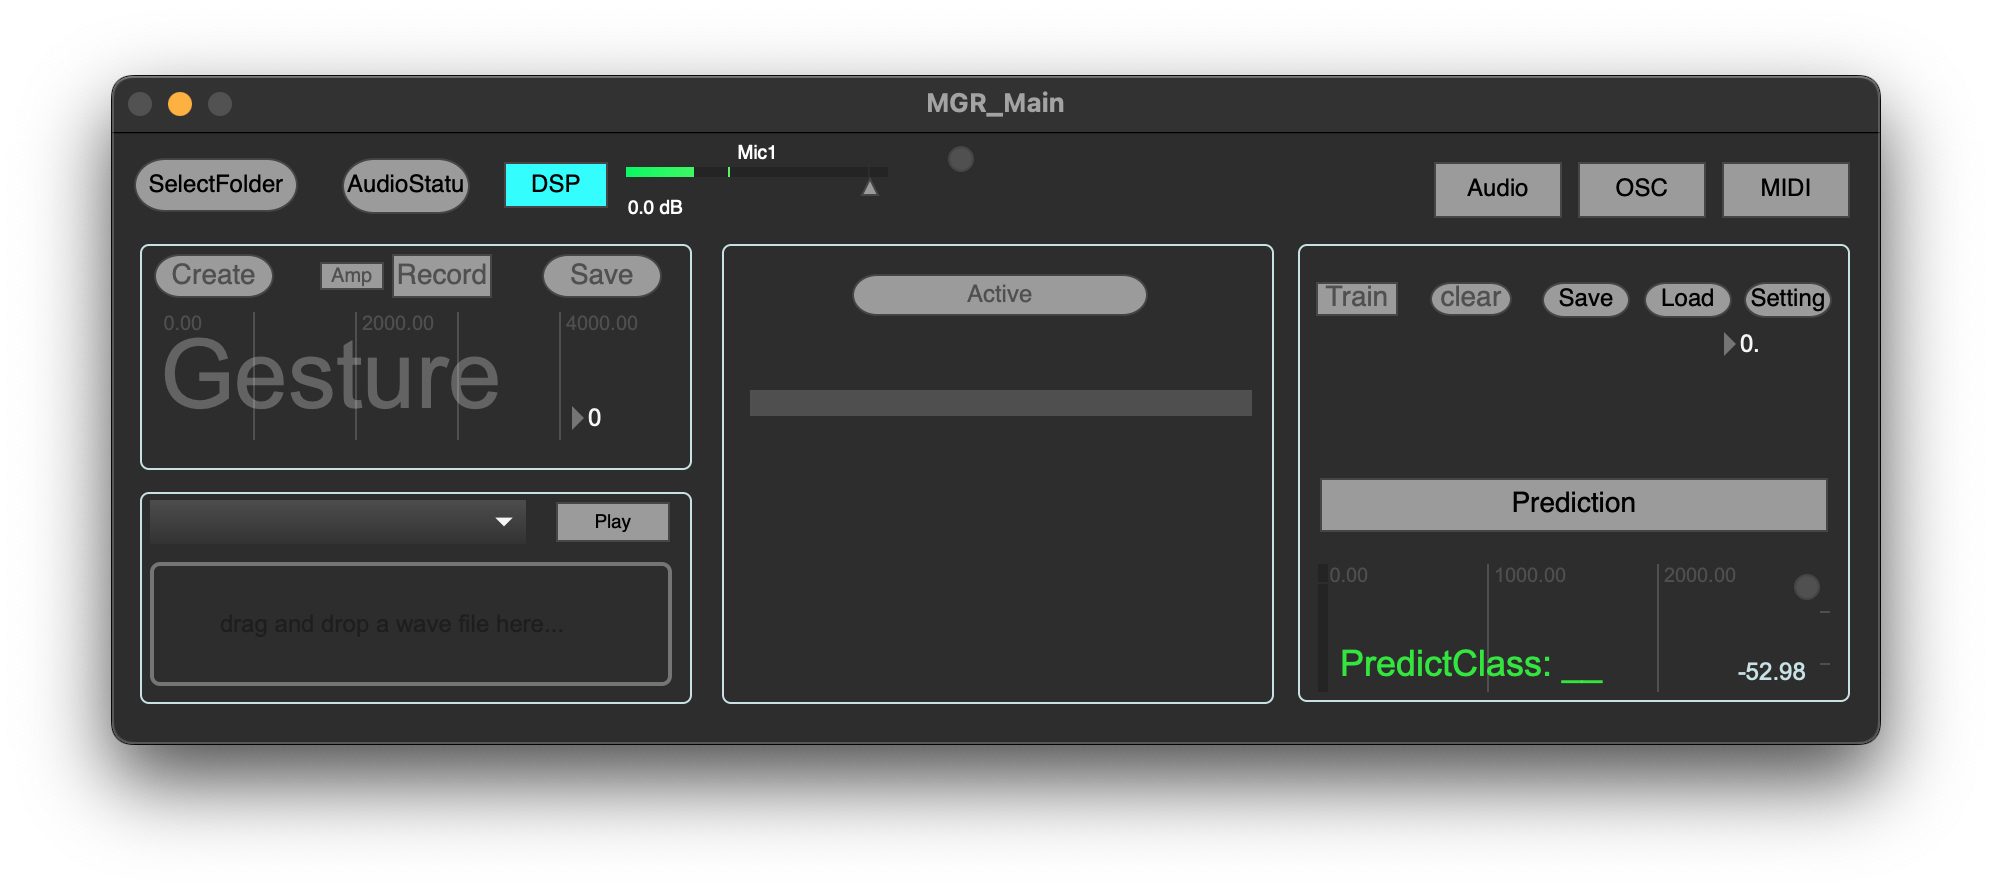 MGR_Main
SelectFolder
AudioStatu
DSP
Mic1
0.0 dB
Audio
OSC
MIDI
Create
Amp
Record
Save
0.00
2000.00
4000.00
Gesture
0
Play
drag and drop a wave file here...
Active
Train
clear
Save
Load
Setting
0.
Prediction
0.00
1000.00
2000.00
PredictClass: __
-52.98